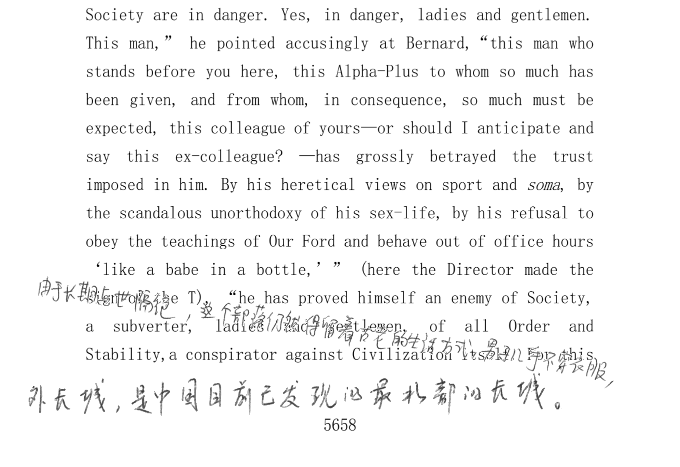 Society are in danger. Yes, in danger, ladies and gentlemen.
This man,” he pointed accusingly at Bernard,“this man who
stands before you here, this Alpha-Plus to whom so much has
been given, and from whom, in consequence, so much must be
expected, this colleague of yours—or should I anticipate and
say this ex-colleague? —has grossly betrayed the trust
imposed in him. By his heretical views on sport and soma, by
the scandalous unorthodoxy of his sex-life, by his refusal to
obey the teachings of Our Ford and behave out of office hours
‘like a babe in a bottle,’” (here the Director made the
sign of the T), “he has proved himself an enemy of Society,
由于长期与世隔绝，整个部落仍然保留着古老的生活方式，男子几乎不穿衣服，
a subverter, ladies and gentlemen, of all Order and
Stability,a conspirator against Civilization itself. For this
外长城，是中国目前已发现的最北部的长城。
5658